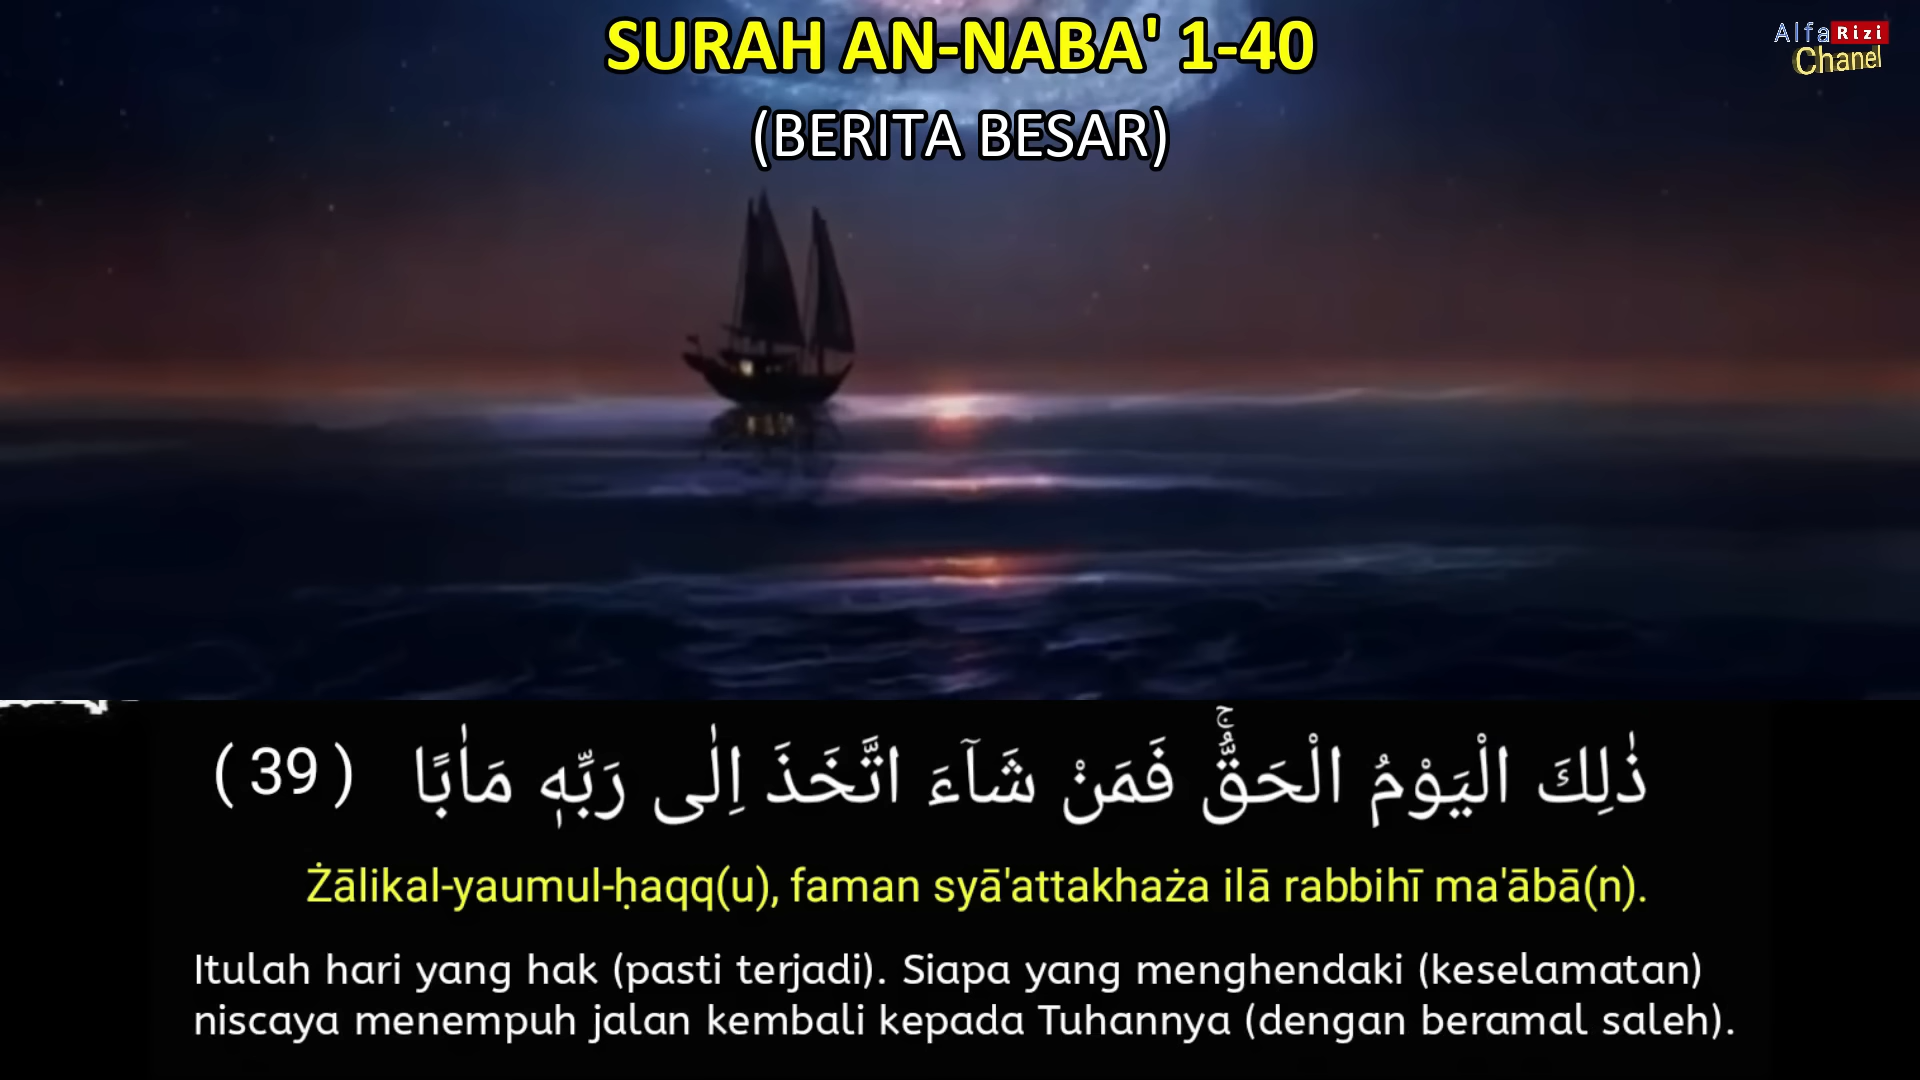 SURAH AN-NABA' 1-40
(BERITA BESAR)
AlfaRizi
Chanel
ذٰلِكَ الْيَوْمُ الْحَقُّۚ فَمَنْ شَاۤءَ اتَّخَذَ اِلٰى رَبِّهٖ مَاٰبًا ( 39 )
Żālikal-yaumul-ḥaqq(u), faman syā'attakhaża ilā rabbihī ma'ābā(n).
Itulah hari yang hak (pasti terjadi). Siapa yang menghendaki (keselamatan)
niscaya menempuh jalan kembali kepada Tuhannya (dengan beramal saleh).